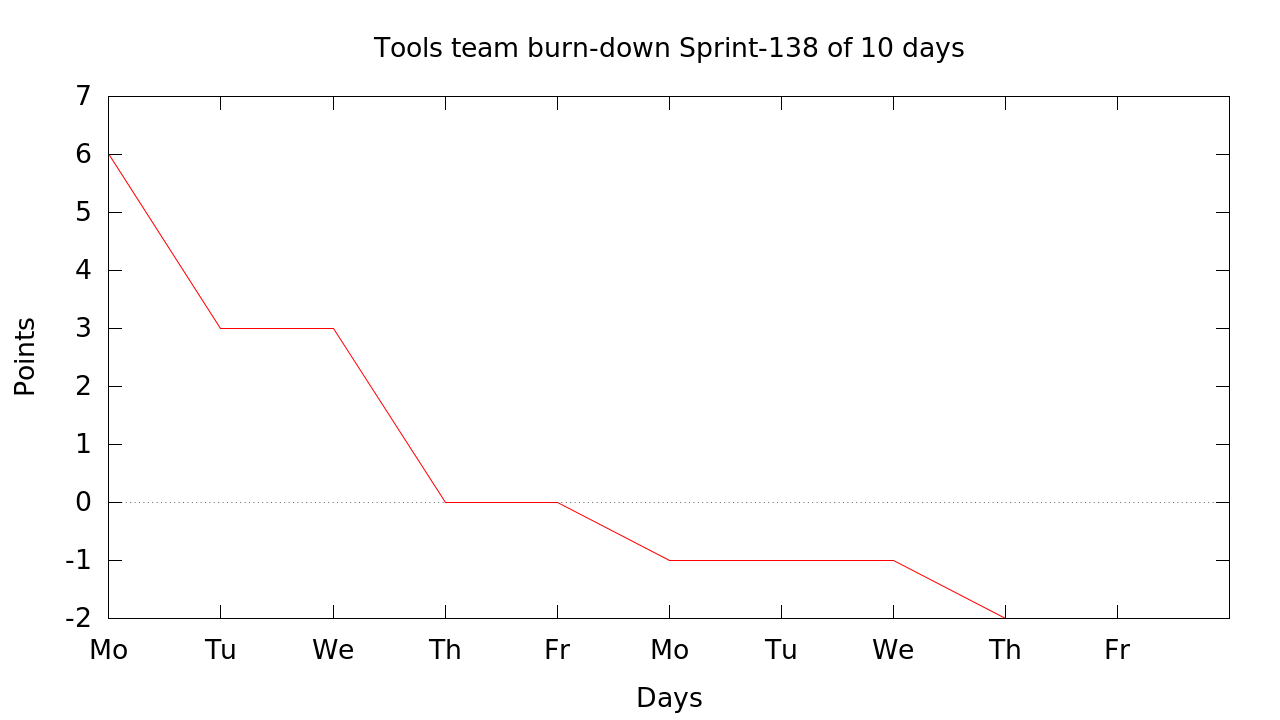 Tools team burn-down Sprint-138 of 10 days
7
6
5
4
3
2
1
0
-1
-2
Points
Mo Tu We Th Fr Mo Tu We Th Fr
Days